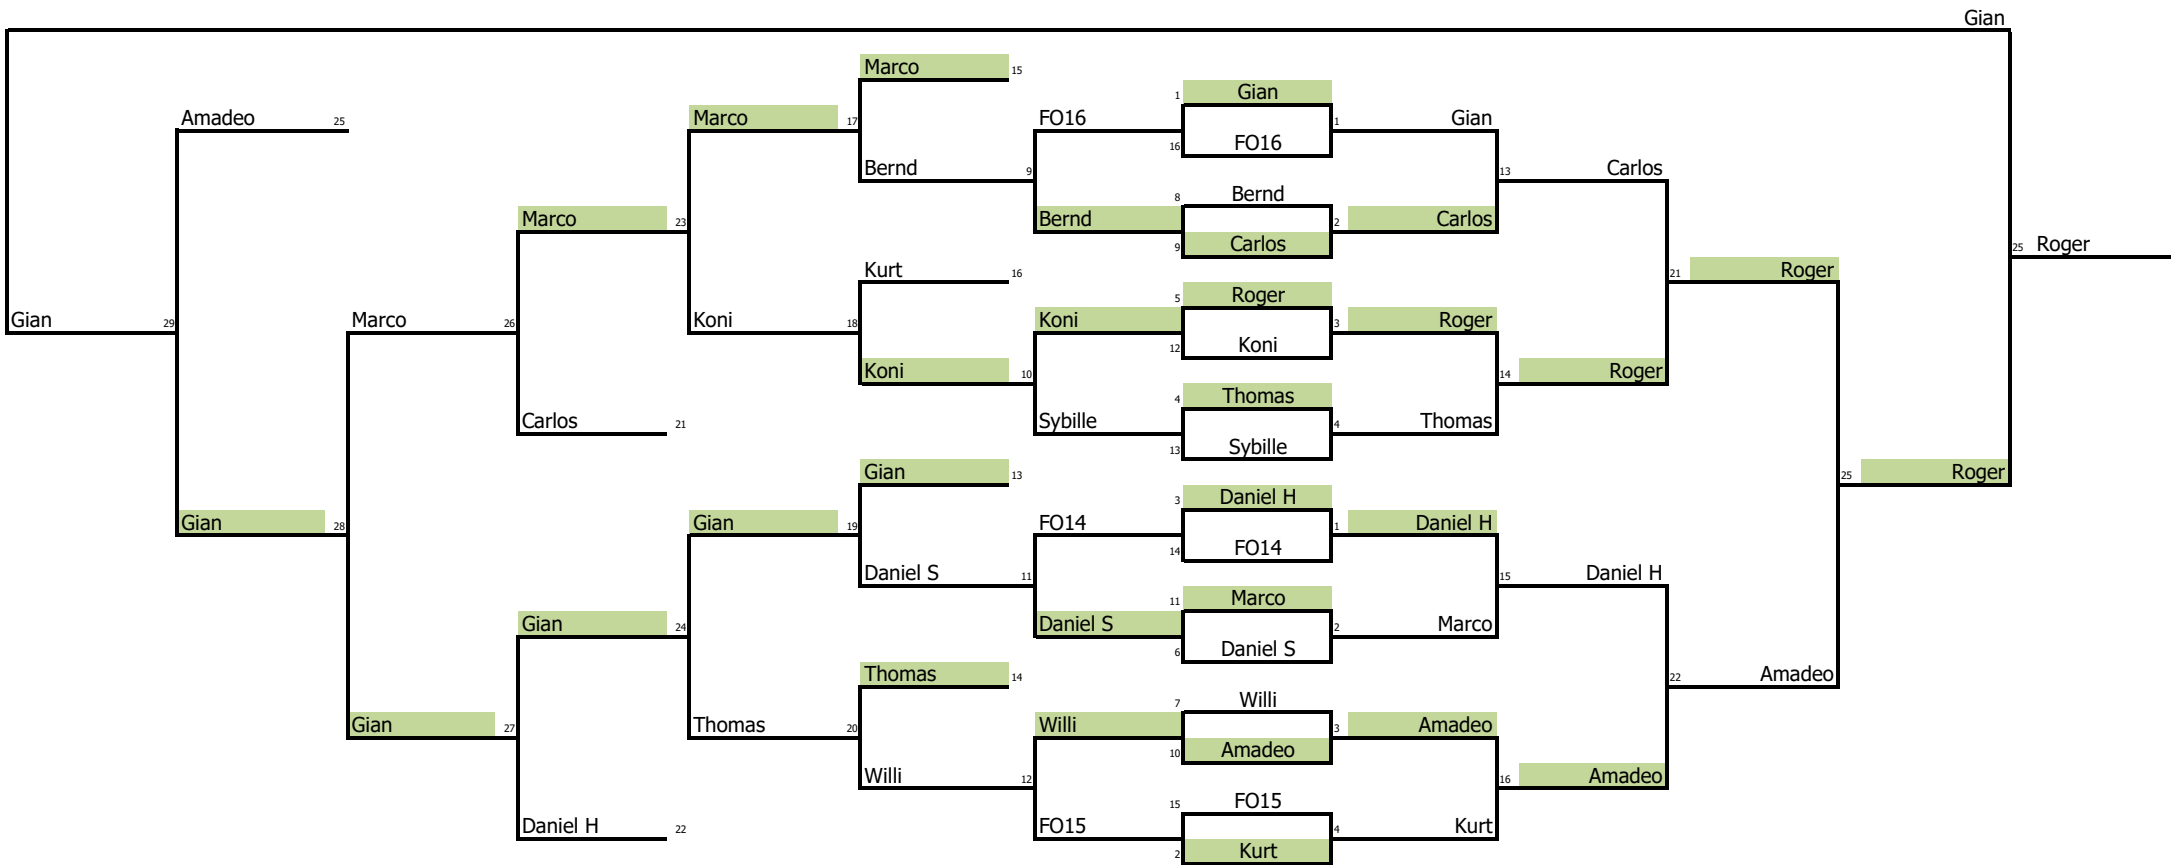 Gian
Marco 15
1 Gian
Amadeo 25
Marco 17
FO16
1 Gian
16 FO16
Bernd 9
13 Carlos
8 Bernd
Marco 23
Bernd
2 Carlos
9 Carlos
25 Roger
Kurt 16
21 Roger
5 Roger
Gian 29
Marco 26
Koni 18
Koni
3 Roger
12 Koni
Koni 10
14 Roger
4 Thomas
Carlos 21
Sybille
4 Thomas
13 Sybille
Gian 13
25 Roger
3 Daniel H
Gian 28
Gian 19
FO14
1 Daniel H
14 FO14
Daniel S 11
15 Daniel H
11 Marco
Gian 24
Daniel S
2 Marco
6 Daniel S
Thomas 14
22 Amadeo
7 Willi
Gian 27
Thomas 20
Willi
3 Amadeo
10 Amadeo
Willi 12
16 Amadeo
15 FO15
Daniel H 22
FO15
4 Kurt
2 Kurt